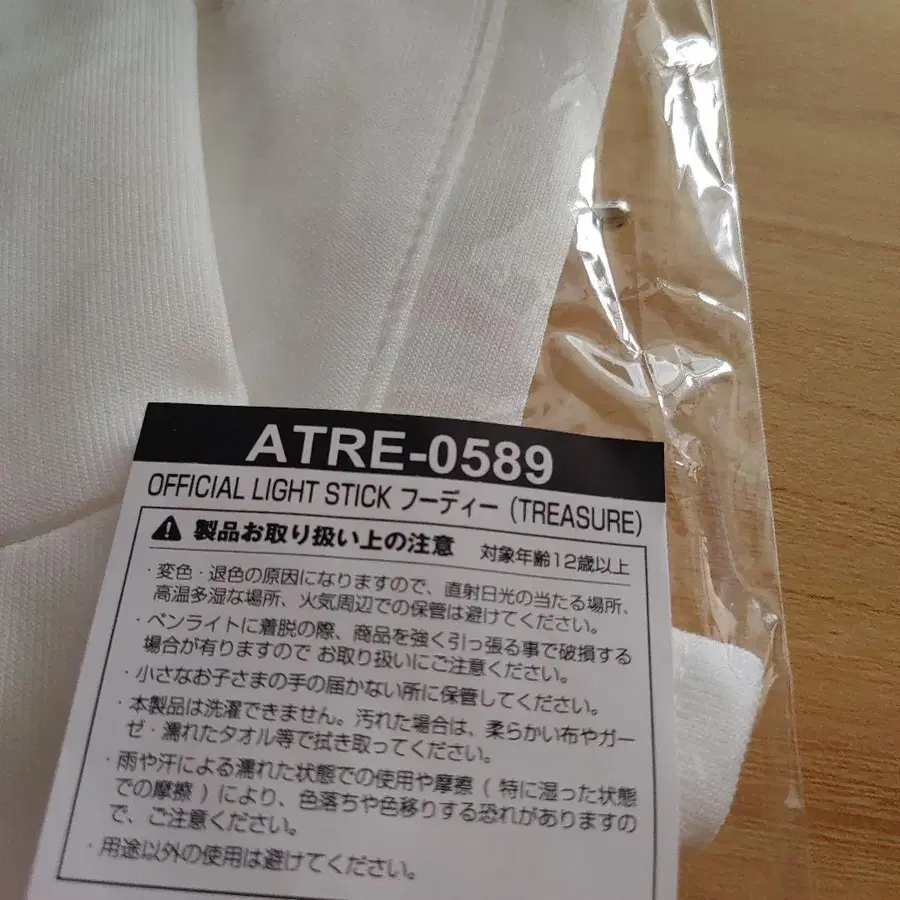 ATRE-0589
OFFICIAL LIGHT STICK フーディー (TREASURE)
製品お取り扱い上の注意 対象年齢12歳以上
・変色・退色の原因になりますので、直射日光の当たる場所、
高温多湿な場所、火気周辺での保管は避けてください。
・ペンライトに着脱の際、商品を強く引っ張る事で破損する
場合が有りますので お取り扱いにご注意ください。
・小さなお子さまの手の届かない所に保管してください。
・本製品は洗濯できません。汚れた場合は、柔らかい布やガー
ゼ・濡れたタオル等で拭き取ってください。
・雨や汗による濡れた状態での使用や摩擦 ( 特に湿った状態
での摩擦 ) により、色落ちや色移りする恐れがありますの
で、ご注意ください。
・用途以外の使用は避けてください。